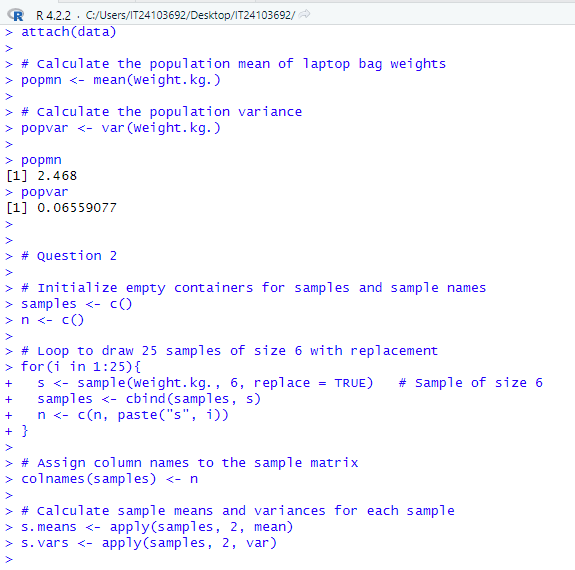 R R 4.2.2 · C:/Users/IT24103692/Desktop/IT24103692/
> attach(data)
>
> # Calculate the population mean of laptop bag weights
> popmn <- mean(Weight.kg.)
>
> # Calculate the population variance
> popvar <- var(Weight.kg.)
>
> popmn
[1] 2.468
> popvar
[1] 0.06559077
>
>
> # Question 2
>
> # Initialize empty containers for samples and sample names
> samples <- c()
> n <- c()
>
> # Loop to draw 25 samples of size 6 with replacement
> for(i in 1:25){
+   s <- sample(Weight.kg., 6, replace = TRUE)   # Sample of size 6
+   samples <- cbind(samples, s)
+   n <- c(n, paste("s", i))
+ }
>
> # Assign column names to the sample matrix
> colnames(samples) <- n
>
> # Calculate sample means and variances for each sample
> s.means <- apply(samples, 2, mean)
> s.vars <- apply(samples, 2, var)
>